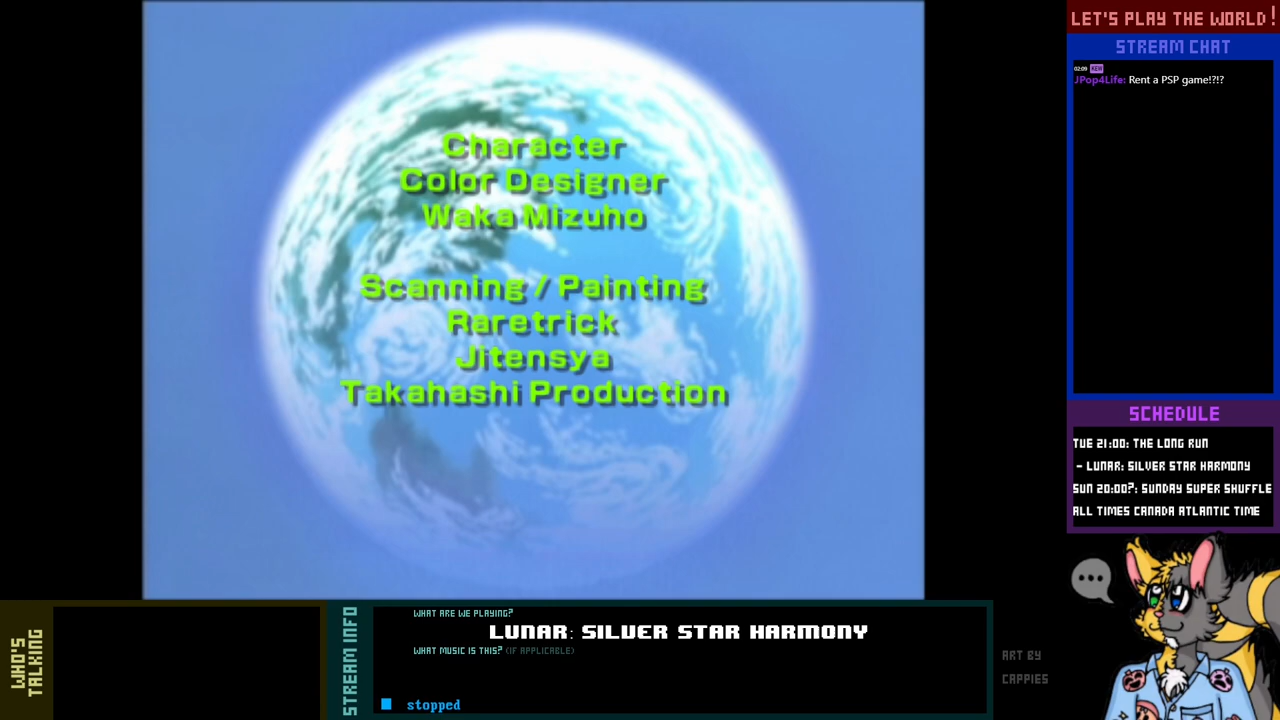 Character
Color Designer
Waka Mizuho
Scanning / Painting
Raretrick
Jitensya
Takahashi Production
LET'S PLAY THE WORLD!
STREAM CHAT
02:09 NEW
JPop4Life: Rent a PSP game!?!?
SCHEDULE
TUE 21:00: THE LONG RUN
- LUNAR: SILVER STAR HARMONY
SUN 20:00?: SUNDAY SUPER SHUFFLE
ALL TIMES CANADA ATLANTIC TIME
...
WHO'S
TALKING
STREAM INFO
WHAT ARE WE PLAYING?
LUNAR: SILVER STAR HARMONY
WHAT MUSIC IS THIS? (IF APPLICABLE)
stopped
ART BY
CAPPIES